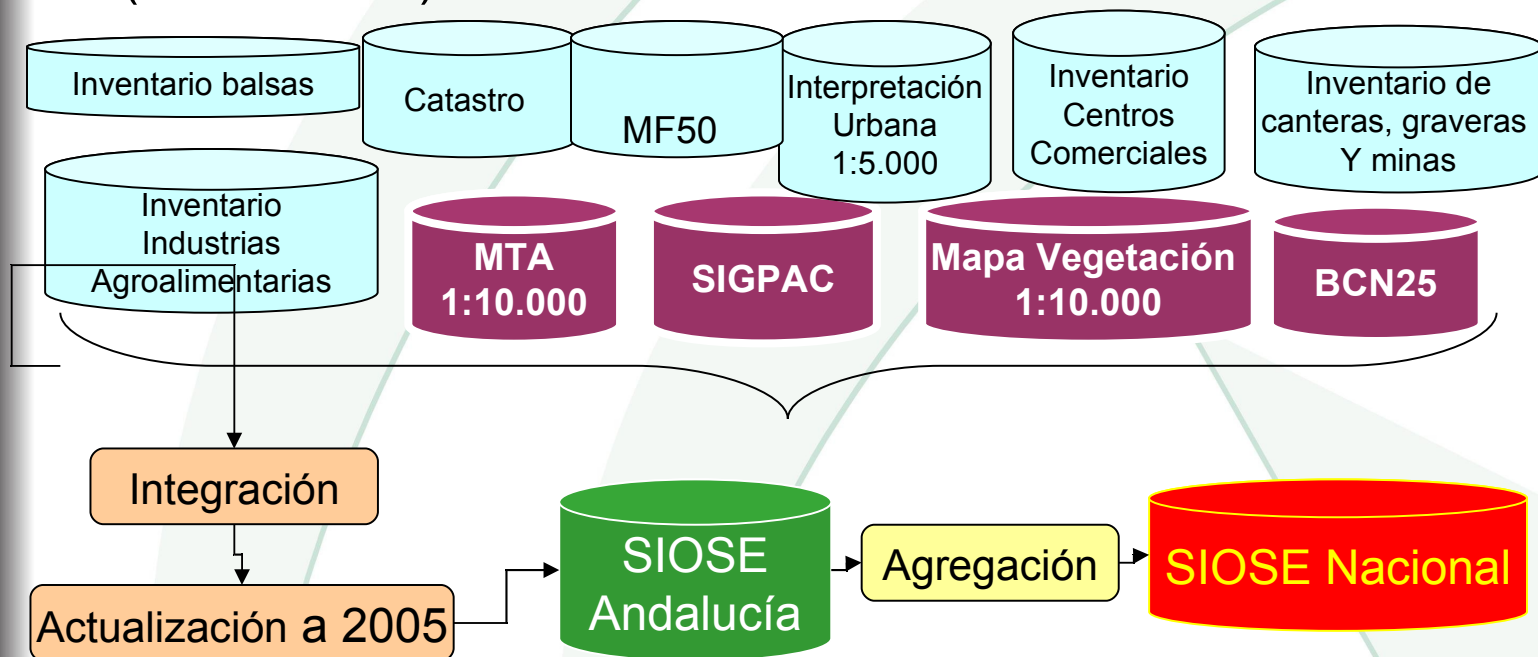 Inventario balsas
Catastro
MF50
Interpretación
Urbana
1:5.000
Inventario
Centros
Comerciales
Inventario de
canteras, graveras
Y minas
Inventario
Industrias
Agroalimentarias
MTA
1:10.000
SIGPAC
Mapa Vegetación
1:10.000
BCN25
Integración
Actualización a 2005
SIOSE
Andalucía
Agregación
SIOSE Nacional